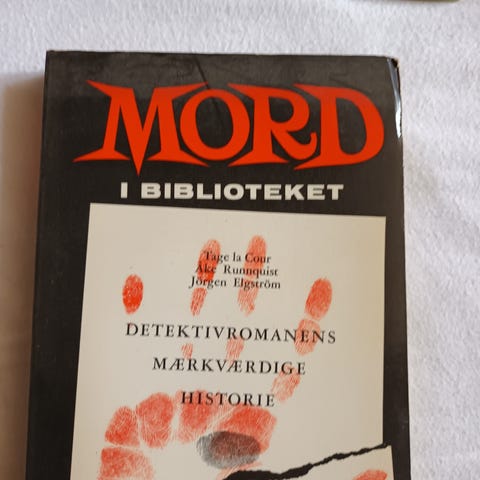 MORD
I BIBLIOTEKET
Tage la Cour
Åke Runnquist
Jörgen Elgström
DETEKTIVROMANENS
MÆRKVÆRDIGE
HISTORIE